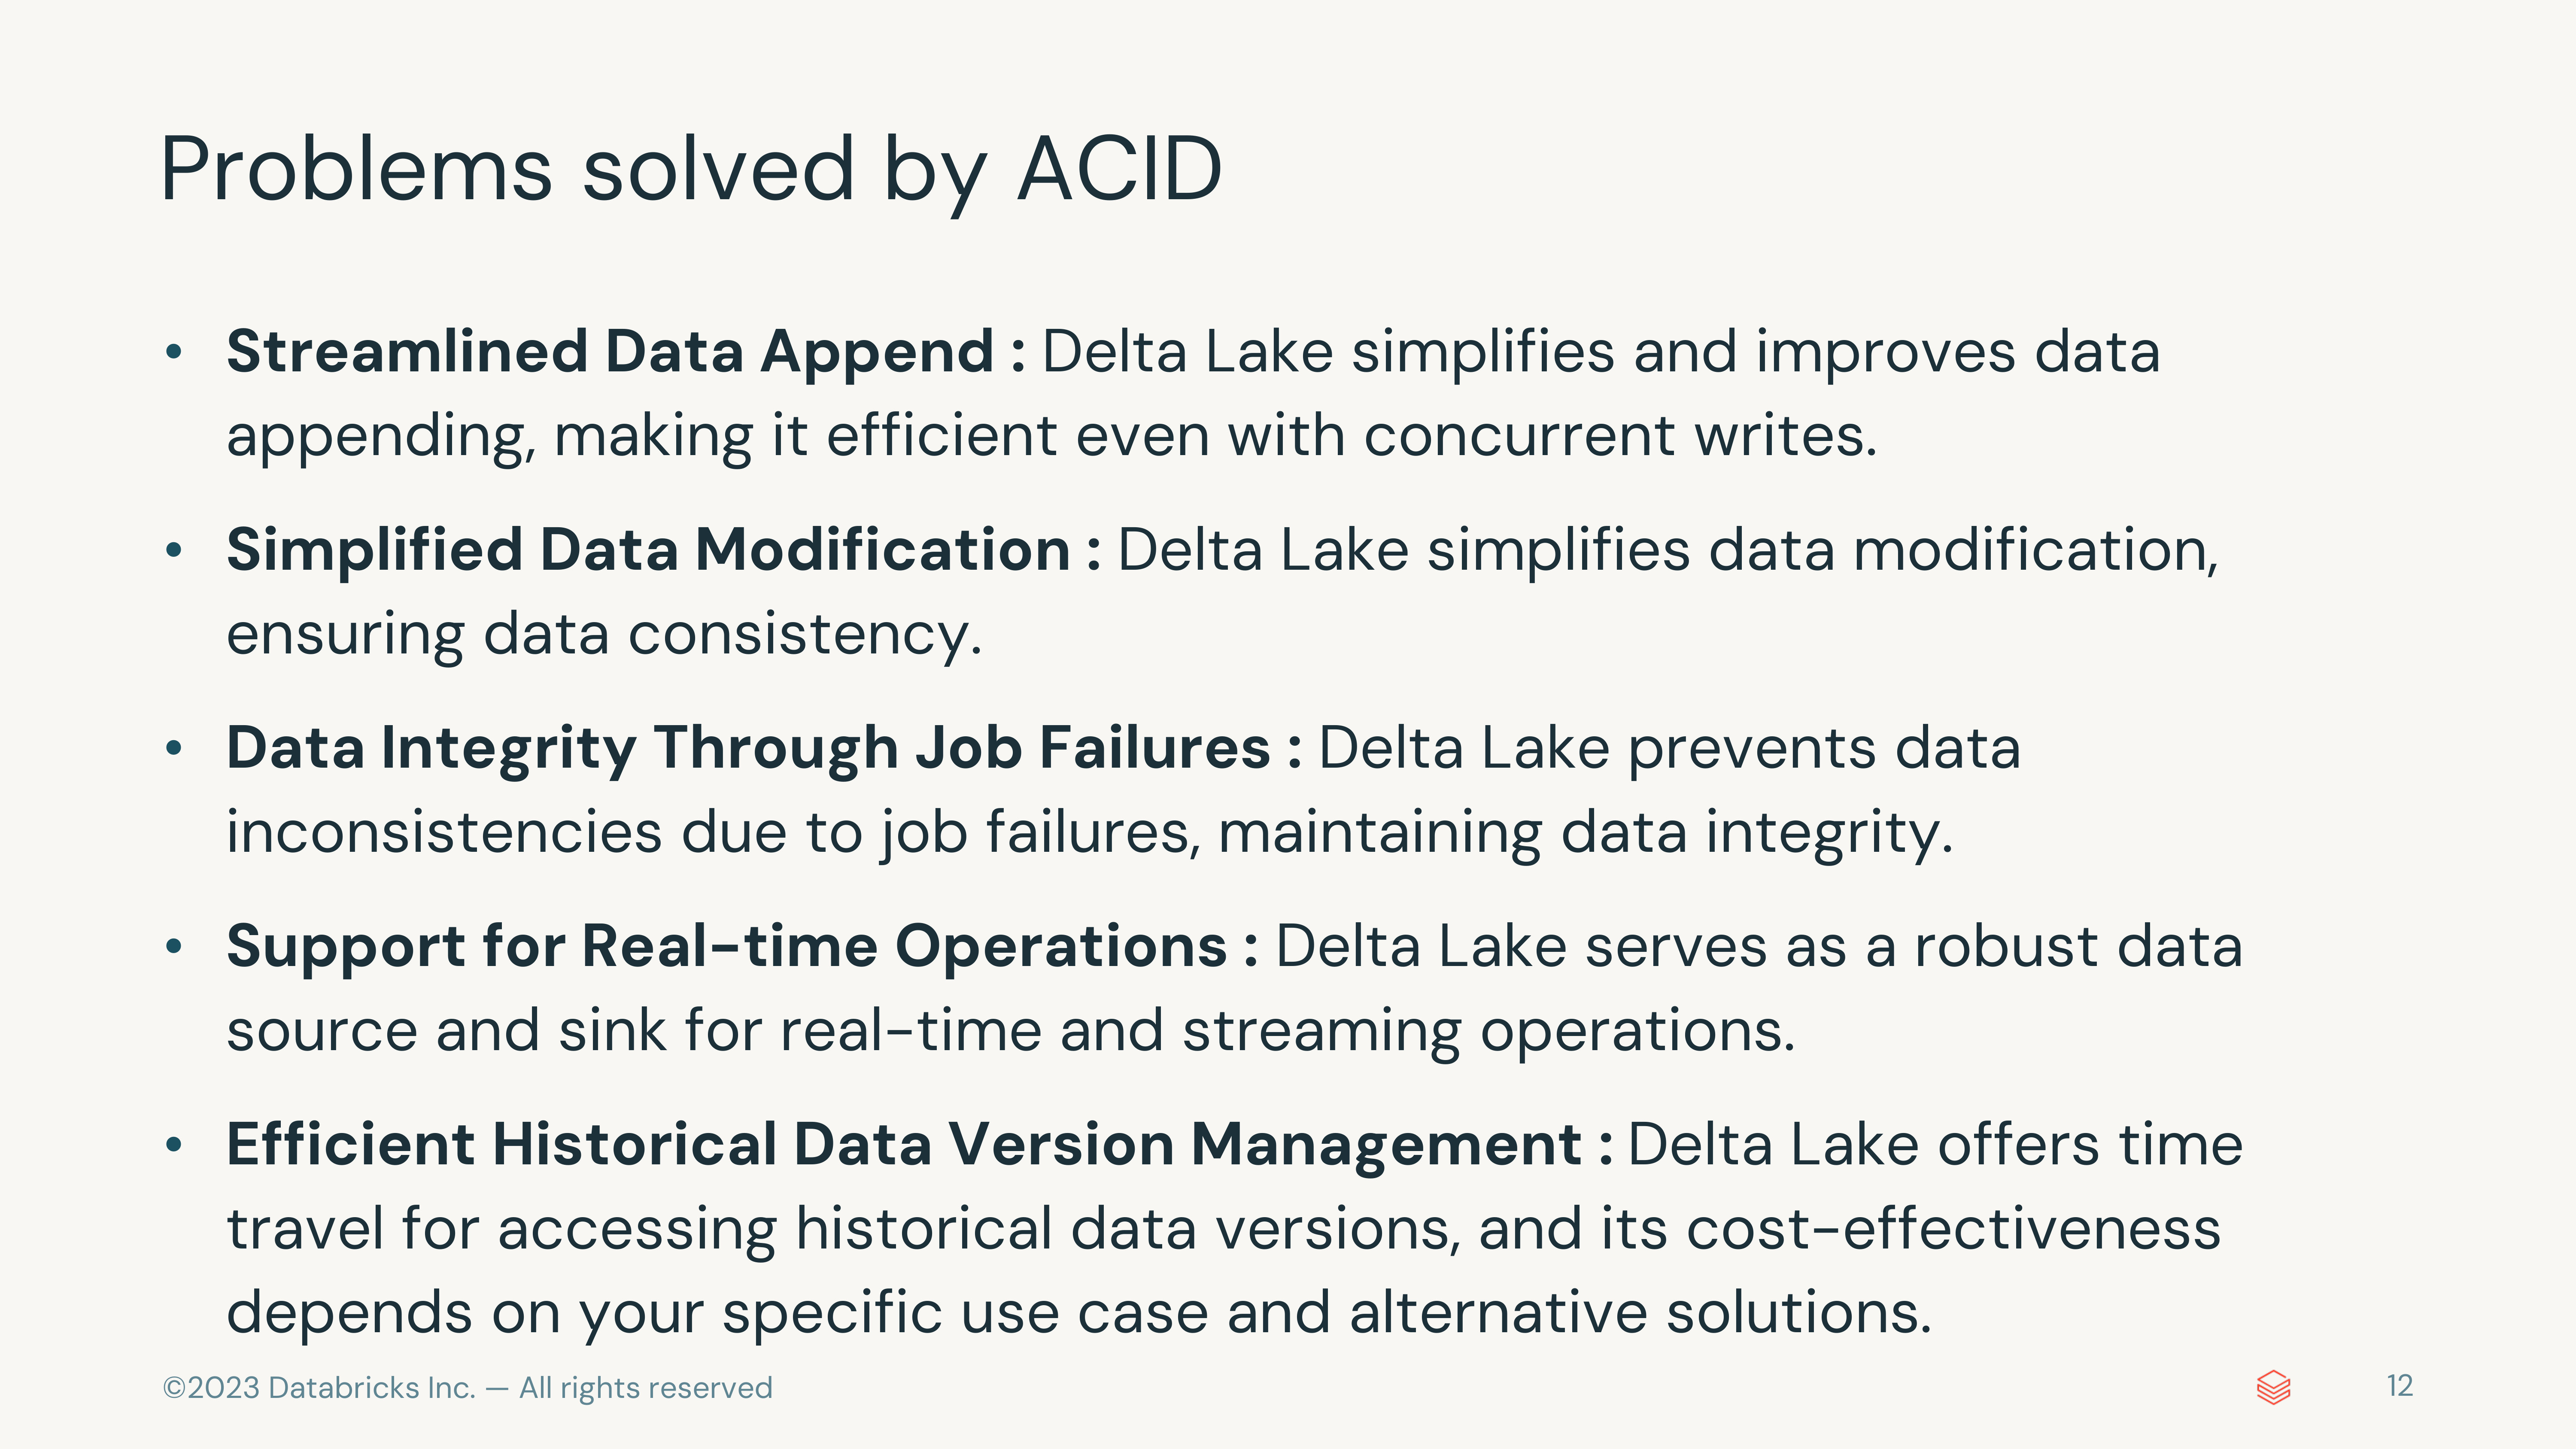 Problems solved by ACID
• Streamlined Data Append : Delta Lake simplifies and improves data
appending, making it efficient even with concurrent writes.
• Simplified Data Modification : Delta Lake simplifies data modification,
ensuring data consistency.
• Data Integrity Through Job Failures : Delta Lake prevents data
inconsistencies due to job failures, maintaining data integrity.
• Support for Real-time Operations : Delta Lake serves as a robust data
source and sink for real-time and streaming operations.
• Efficient Historical Data Version Management : Delta Lake offers time
travel for accessing historical data versions, and its cost-effectiveness
depends on your specific use case and alternative solutions.
©2023 Databricks Inc. — All rights reserved
12